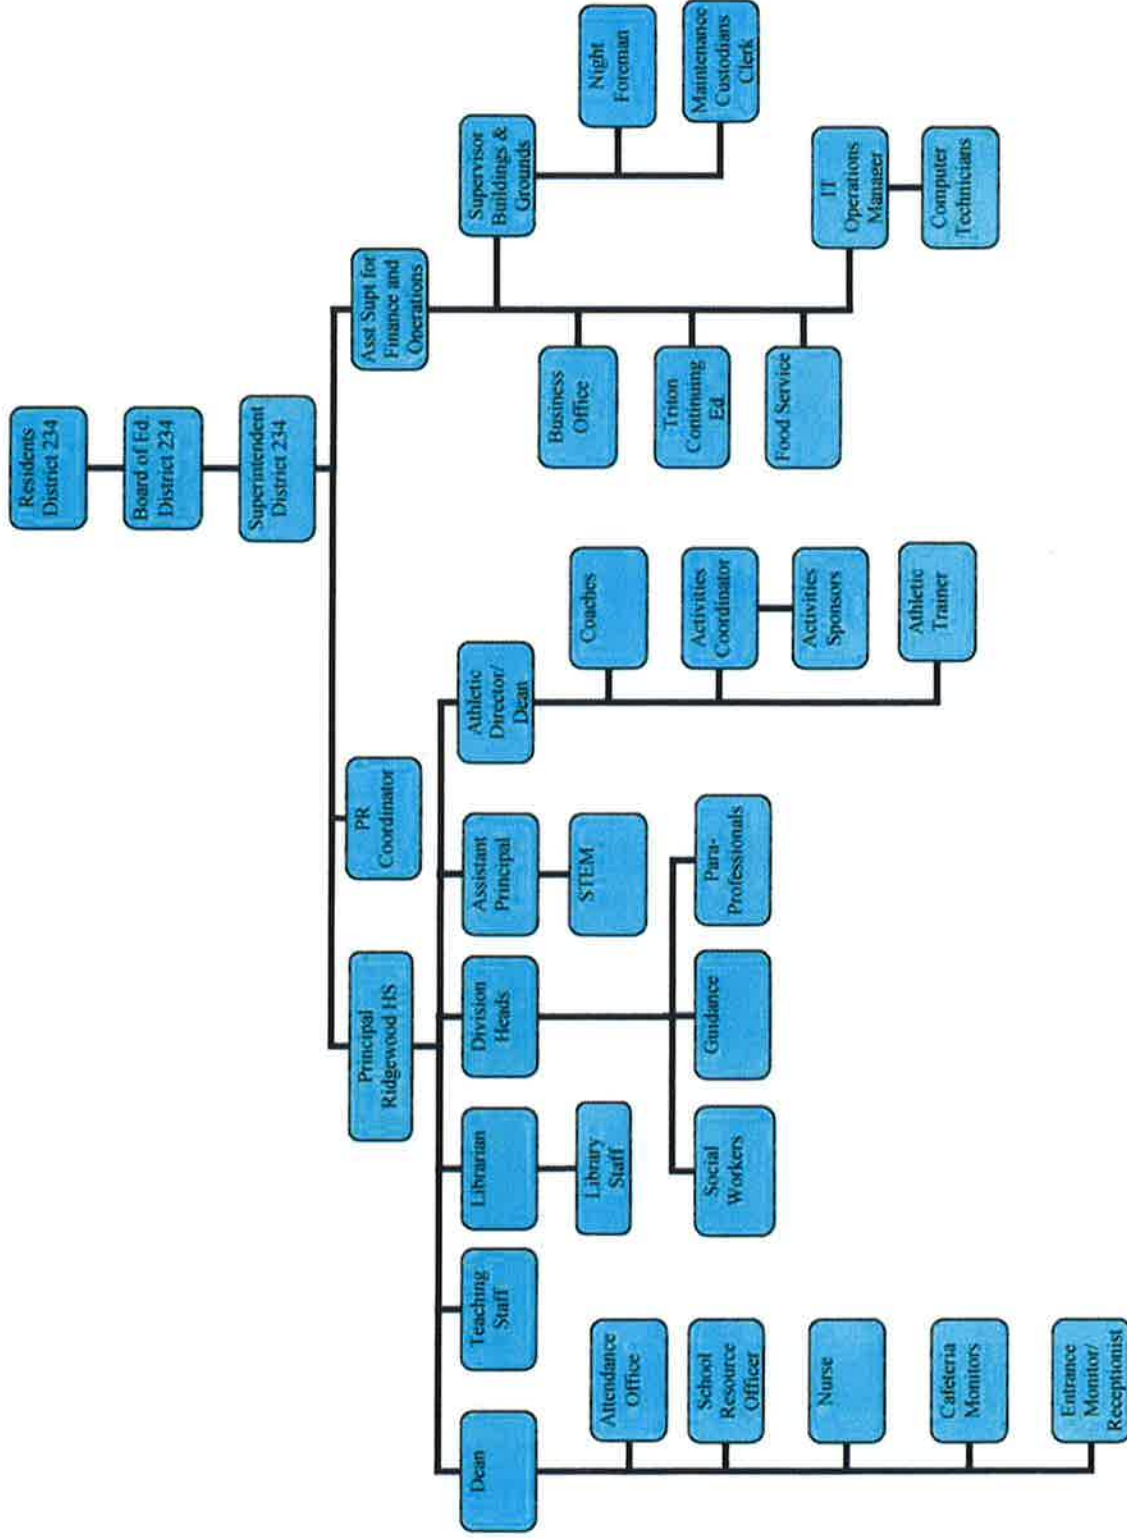 Residents
District 234
Board of Ed.
District 234
Superintendent
District 234
Principal
Ridgewood HS
PR
Coordinator
Asst Supt for
Finance and
Operations
Dean
Teaching
Staff
Librarian
Division
Heads
Assistant
Principal
Athletic
Director/
Dean
Supervisor
Buildings &
Grounds
Attendance
Office
School
Resource
Officer
Nurse
Cafeteria
Monitors
Entrance
Monitor/
Receptionist
Library
Staff
Social
Workers
Guidance
Para-
Professionals
STEM
Coaches
Activities
Coordinator
Activities
Sponsors
Athletic
Trainer
Business
Office
Triton
Continuing
Ed.
Food Service
Night
Foreman
Maintenance
Custodians
Clerk
IT
Operations
Manager
Computer
Technicians